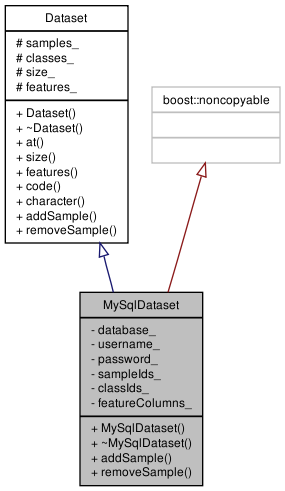 Dataset
# samples_
# classes_
# size_
# features_
+ Dataset()
+ ~Dataset()
+ at()
+ size()
+ features()
+ code()
+ character()
+ addSample()
+ removeSample()
boost::noncopyable
MySqlDataset
- database_
- username_
- password_
- sampleIds_
- classIds_
- featureColumns_
+ MySqlDataset()
+ ~MySqlDataset()
+ addSample()
+ removeSample()